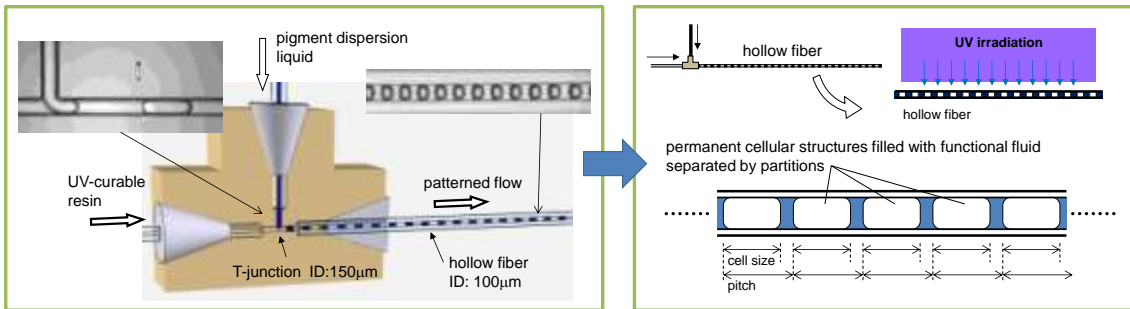 pigment dispersion
liquid
UV-curable
resin
patterned flow
T-junction ID:150μm
hollow fiber
ID: 100μm
hollow fiber
UV irradiation
hollow fiber
permanent cellular structures filled with functional fluid
separated by partitions
cell size
pitch